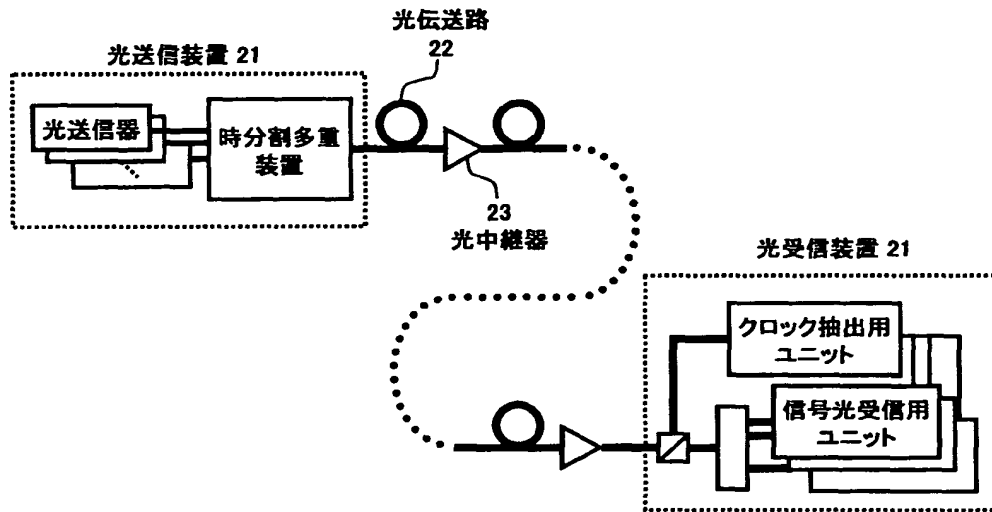 光伝送路
22
光送信装置 21
光送信器
時分割多重
装置
23
光中継器
光受信装置 21
クロック抽出用
ユニット
信号光受信用
ユニット